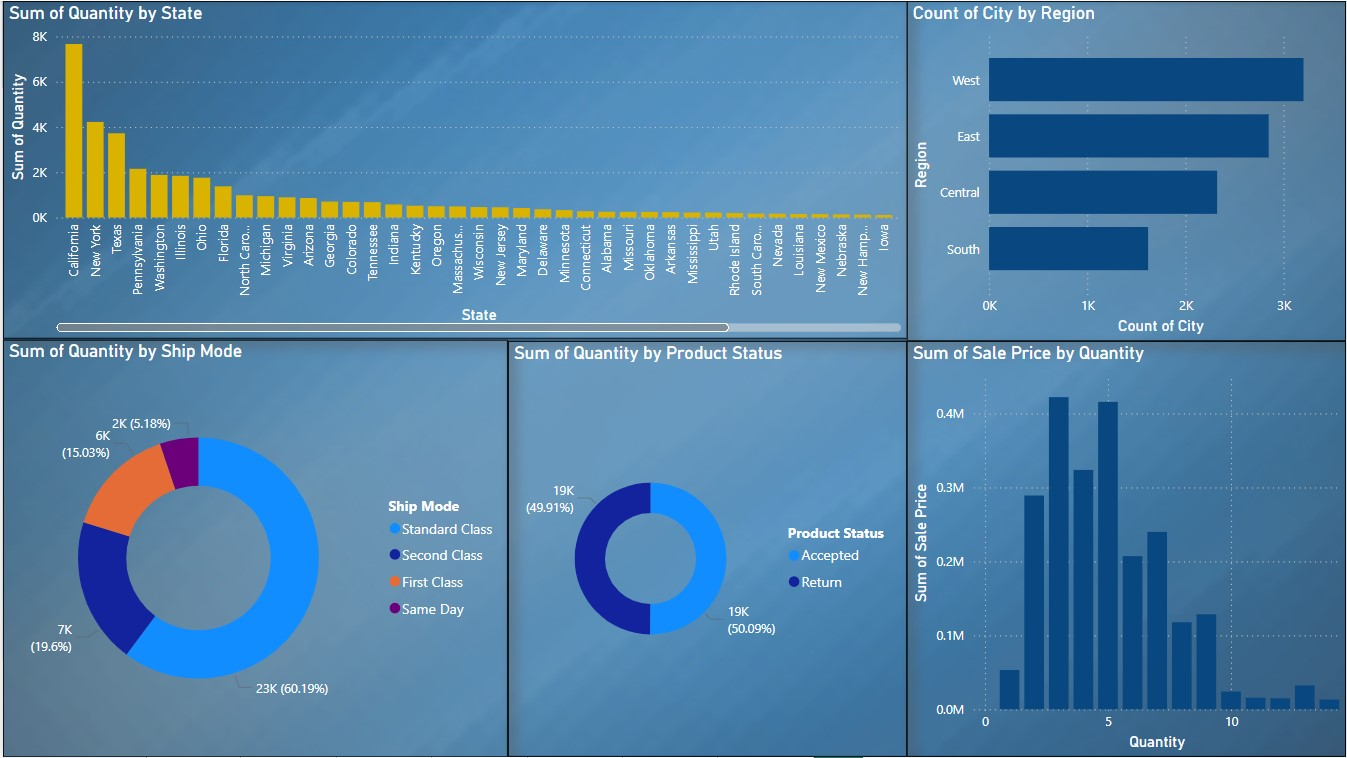 Sum of Quantity by State
Sum of Quantity
8K
6K
4K
2K
0K
California
New York
Texas
Pennsylvania
Washington
Illinois
Ohio
Florida
North Caro...
Michigan
Virginia
Arizona
Georgia
Colorado
Tennessee
Indiana
Kentucky
Oregon
Massachus...
Wisconsin
New Jersey
Maryland
Delaware
Minnesota
Connecticut
Alabama
Missouri
Oklahoma
Arkansas
Mississippi
Utah
Rhode Island
South Caro...
Nevada
Louisiana
New Mexico
Nebraska
New Hamp...
Iowa
State
Count of City by Region
Region
West
East
Central
South
0K
1K
2K
3K
Count of City
Sum of Quantity by Ship Mode
2K (5.18%)
6K
(15.03%)
7K
(19.6%)
23K (60.19%)
Ship Mode
Standard Class
Second Class
First Class
Same Day
Sum of Quantity by Product Status
19K
(49.91%)
19K
(50.09%)
Product Status
Accepted
Return
Sum of Sale Price by Quantity
Sum of Sale Price
0.4M
0.3M
0.2M
0.1M
0.0M
0
5
10
Quantity